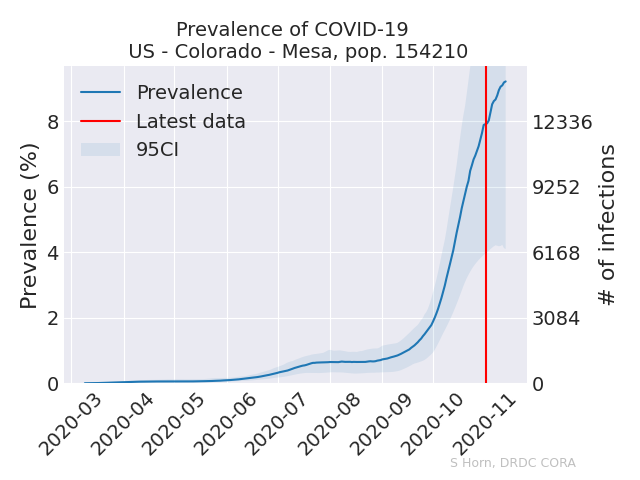 Prevalence of COVID-19
US - Colorado - Mesa, pop. 154210
Prevalence
Latest data
95CI
Prevalence (%)
8
6
4
2
0
12336
9252
6168
3084
0
# of infections
2020-03
2020-04
2020-05
2020-06
2020-07
2020-08
2020-09
2020-10
2020-11
S Horn, DRDC CORA